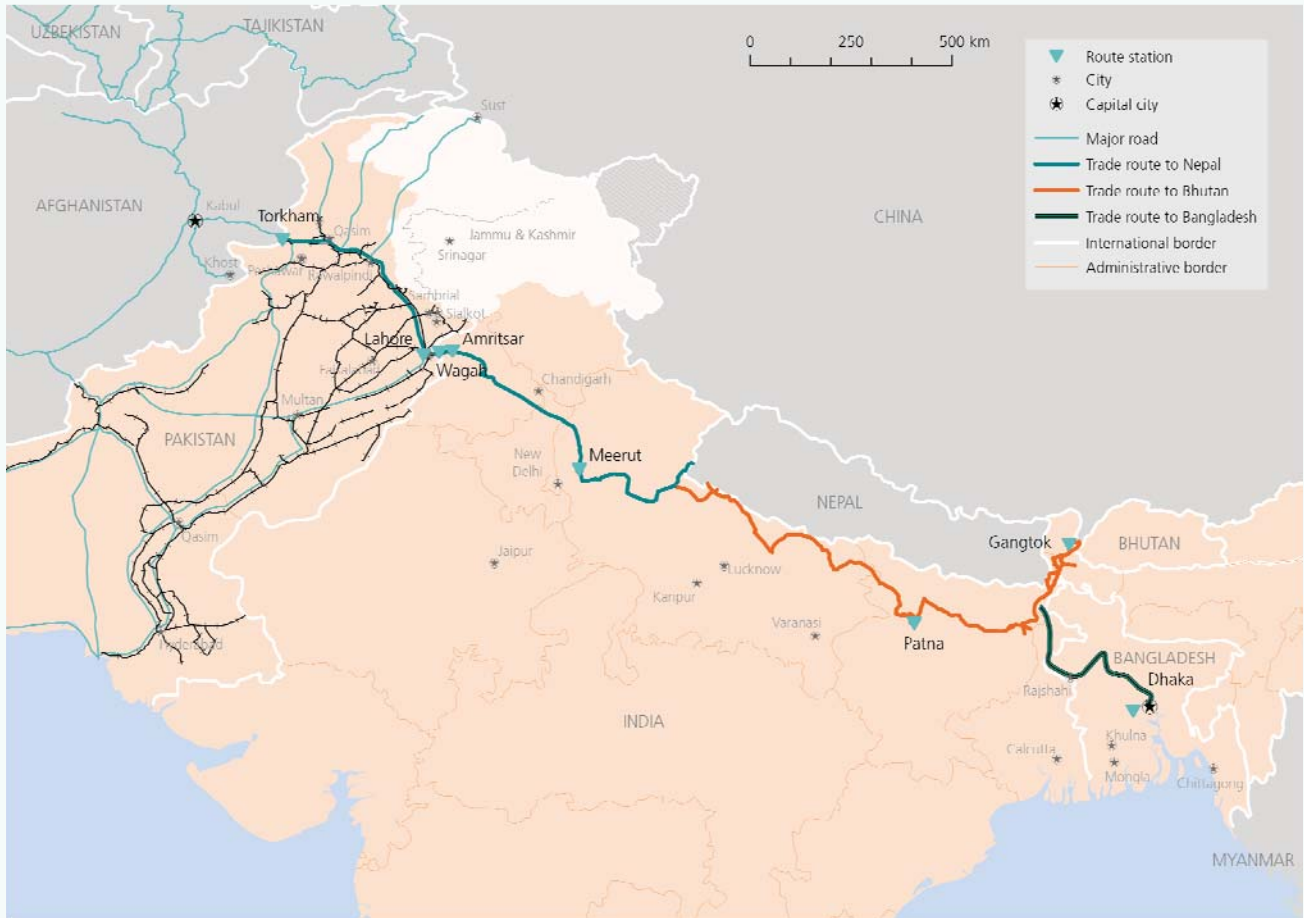 UZBEKISTAN
TAJIKISTAN
0 250 500 km
Route station
City
Capital city
Major road
Trade route to Nepal
Trade route to Bhutan
Trade route to Bangladesh
International border
Administrative border
Sust
AFGHANISTAN
Kabul
CHINA
Torkham
Qasim
Jammu & Kashmir
Srinagar
Khost
Peshawar
Rawalpindi
Sambrial
Sialkot
Lahore
Amritsar
Faisalabad
Wagah
Chandigarh
Multan
PAKISTAN
Meerut
New
Delhi
NEPAL
Qasim
Gangtok
BHUTAN
Jaipur
Lucknow
Kanpur
Varanasi
Patna
Hyderabad
BANGLADESH
Dhaka
Rajshahi
INDIA
Khulna
Calcutta
Mongla
Chittagong
MYANMAR